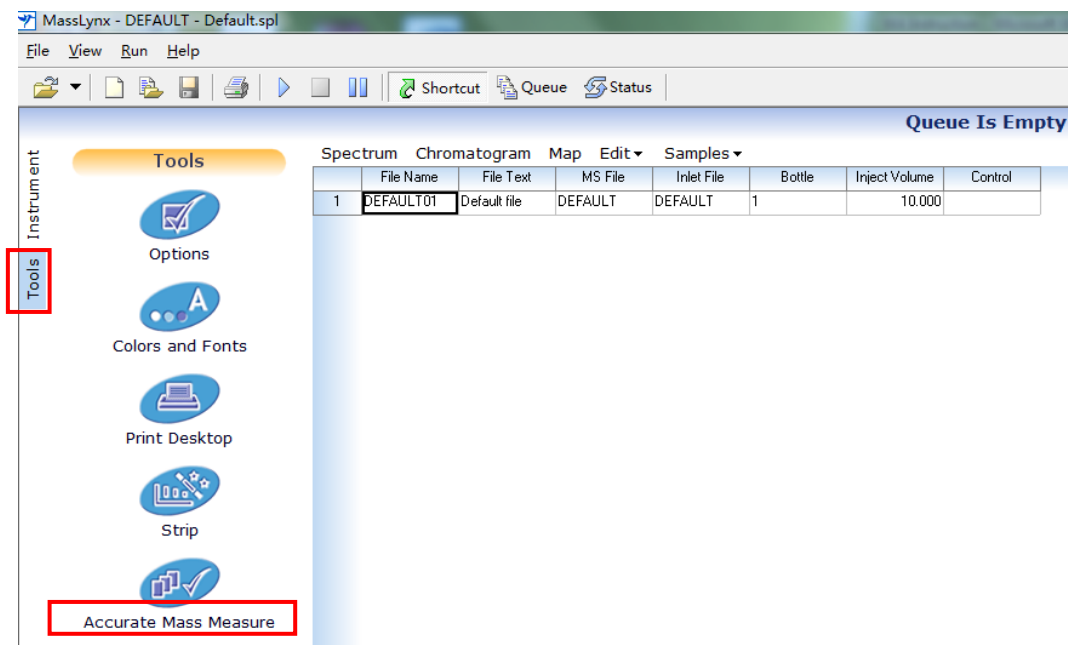 MassLynx - DEFAULT - Default.spl
File View Run Help
Shortcut Queue Status
Queue Is Empty
Instrument
Tools
Tools
Options
Colors and Fonts
Print Desktop
Strip
Accurate Mass Measure
Spectrum Chromatogram Map Edit Samples
File Name File Text MS File Inlet File Bottle Inject Volume Control
1 DEFAULT01 Default file DEFAULT DEFAULT 1 10.000